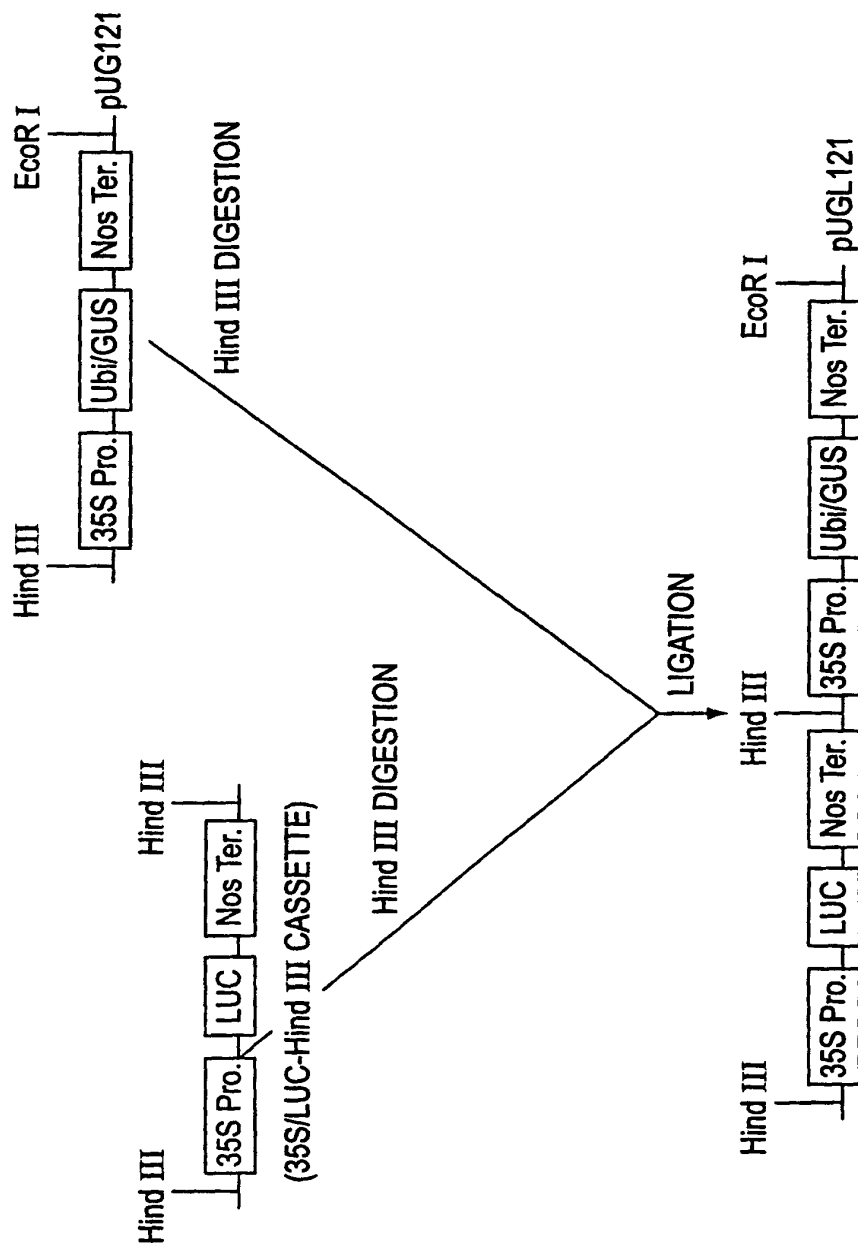 Hind III
EcoR I
35S Pro.
Ubi/GUS
Nos Ter.
pUG121
Hind III DIGESTION
Hind III
Hind III
35S Pro.
LUC
Nos Ter.
(35S/LUC-Hind III CASSETTE)
Hind III DIGESTION
LIGATION
Hind III
Hind III
EcoR I
35S Pro.
LUC
Nos Ter.
35S Pro.
Ubi/GUS
Nos Ter.
pUGL121